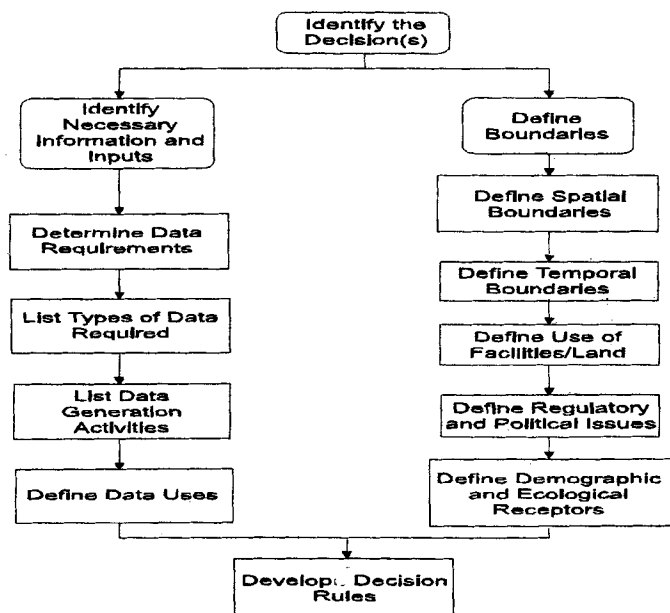 Identify the
Decision(s)
Identify
Necessary
Information and
Inputs
Determine Data
Requirements
List Types of Data
Required
List Data
Generation
Activities
Define Data Uses
Define
Boundaries
Define Spatial
Boundaries
Define Temporal
Boundaries
Define Use of
Facilities/Land
Define Regulatory
and Political Issues
Define Demographic
and Ecological
Receptors
Develop Decision
Rules